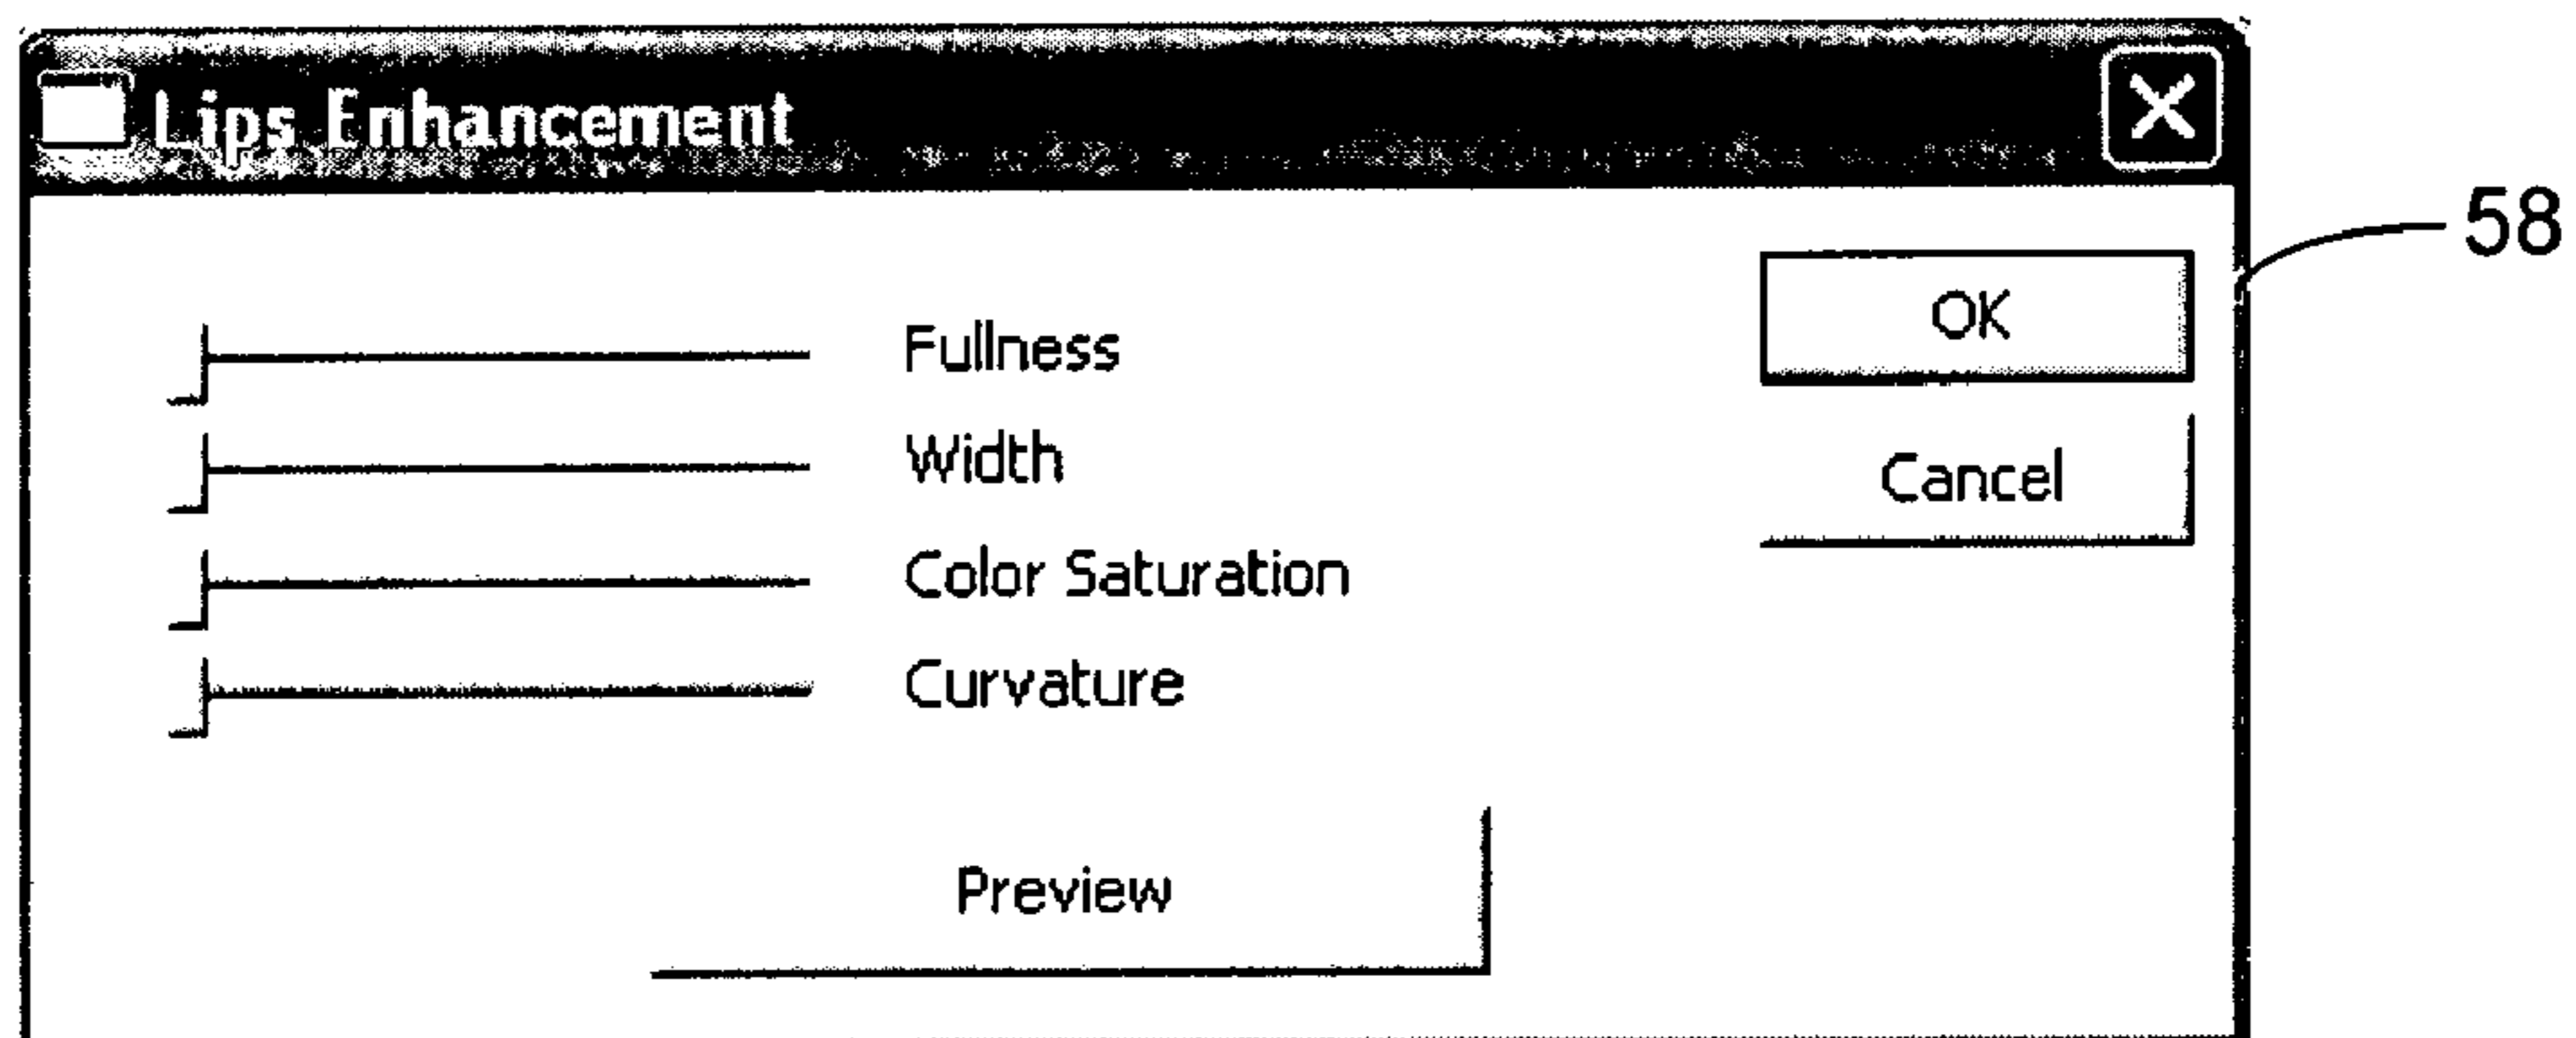 Lips Enhancement
58
OK
Fullness
Width
Cancel
Color Saturation
Curvature
Preview